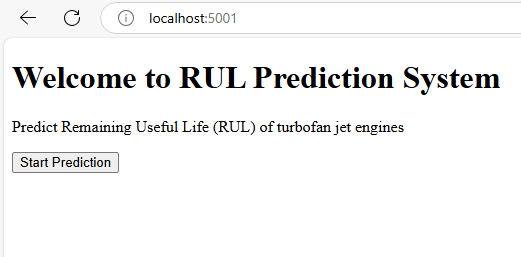 localhost:5001
Welcome to RUL Prediction System
Predict Remaining Useful Life (RUL) of turbofan jet engines
Start Prediction